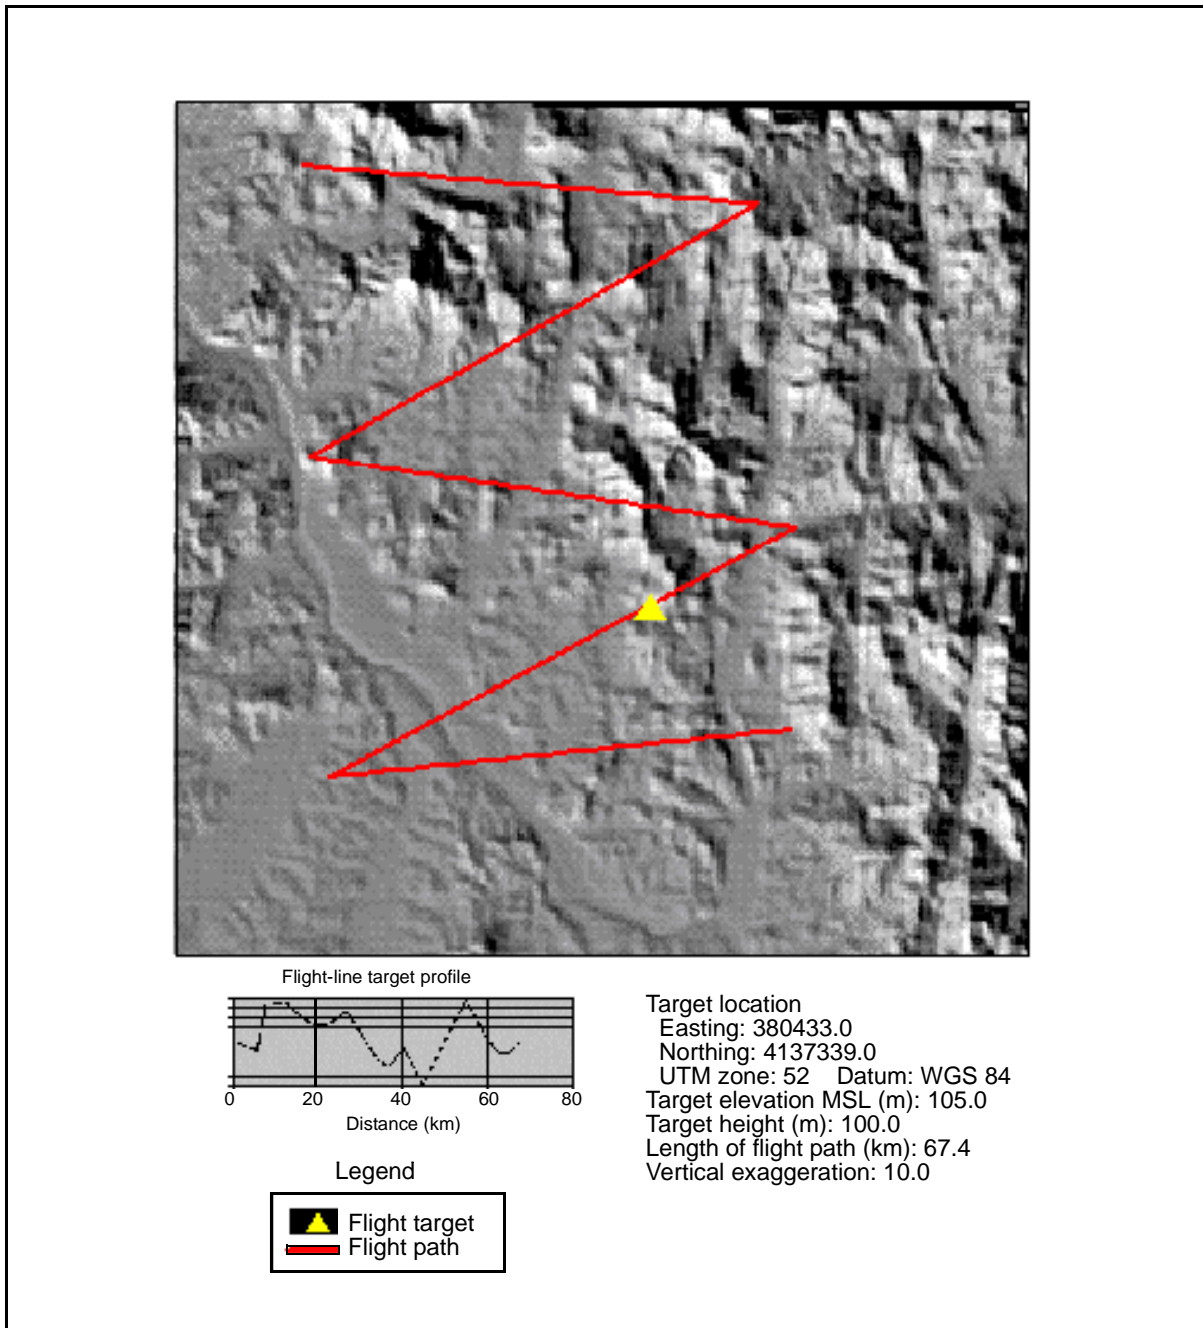 Flight-line target profile
0 20 40 60 80
Distance (km)
Target location
Easting: 380433.0
Northing: 4137339.0
UTM zone: 52 Datum: WGS 84
Target elevation MSL (m): 105.0
Target height (m): 100.0
Length of flight path (km): 67.4
Vertical exaggeration: 10.0
Legend
Flight target
Flight path